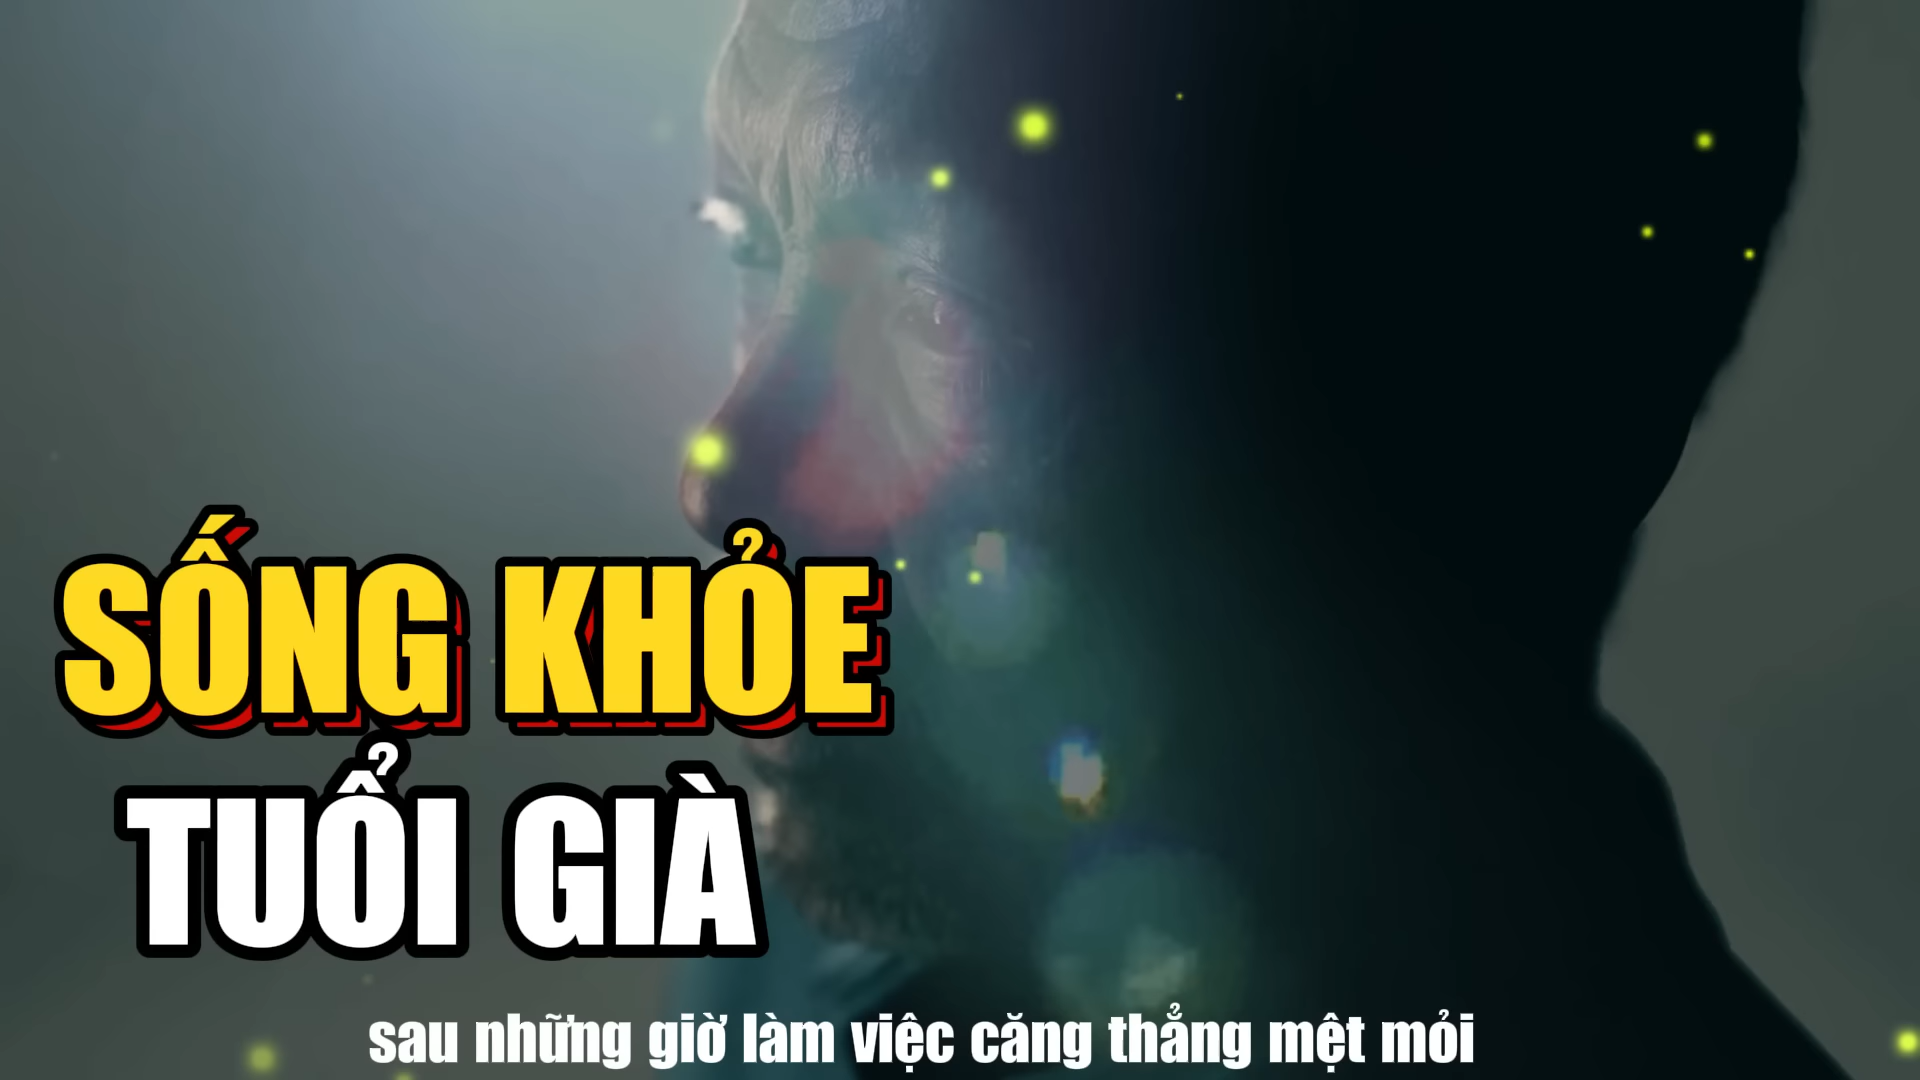 SỐNG KHỎE
TUỔI GIÀ
sau những giờ làm việc căng thẳng mệt mỏi